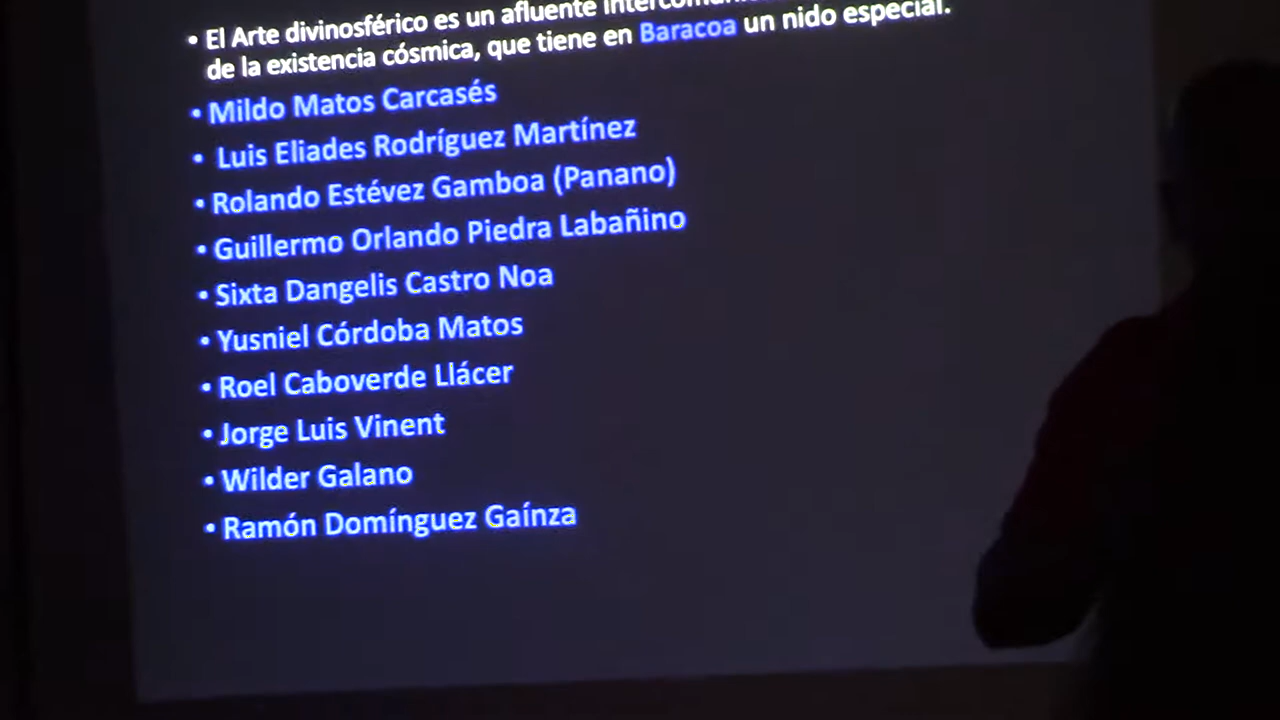 • El Arte divinosférico es un afluente
de la existencia cósmica, que tiene en Baracoa un nido especial.
• Mildo Matos Carcasés
• Luis Eliades Rodríguez Martínez
• Rolando Estévez Gamboa (Panano)
• Guillermo Orlando Piedra Labañino
• Sixta Dangelis Castro Noa
• Yusniel Córdoba Matos
• Roel Caboverde Llácer
• Jorge Luis Vinent
• Wilder Galano
• Ramón Domínguez Gaínza